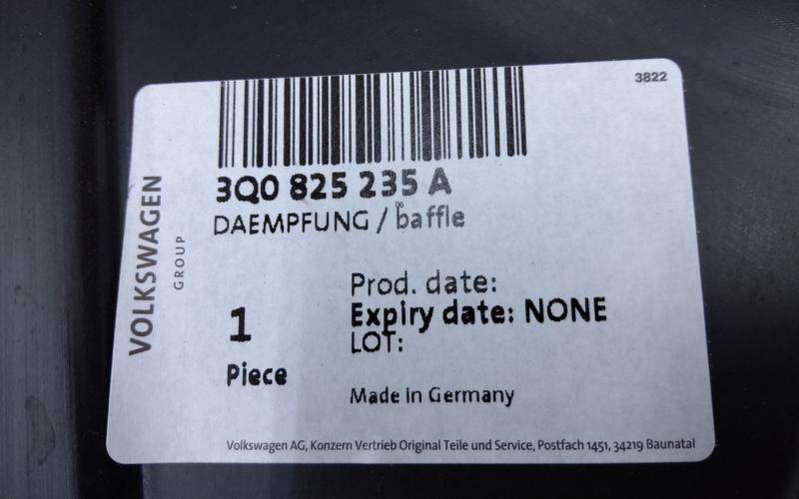 3822
3Q0 825 235 A
DAEMPFUNG / baffle
VOLKSWAGEN
GROUP
1
Piece
Prod. date:
Expiry date: NONE
LOT:
Made in Germany
Volkswagen AG, Konzern Vertrieb Original Teile und Service, Postfach 1451, 34219 Baunatal